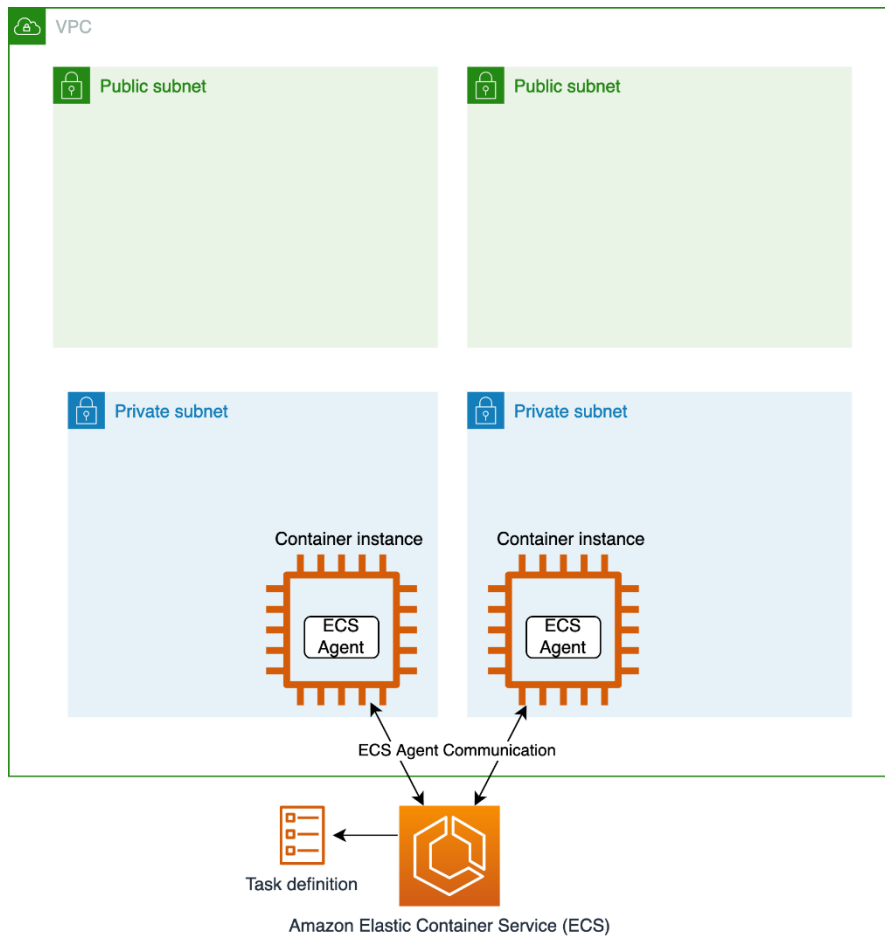 VPC
Public subnet
Public subnet
Private subnet
Private subnet
Container instance
Container instance
ECS
Agent
ECS
Agent
ECS Agent Communication
Task definition
Amazon Elastic Container Service (ECS)